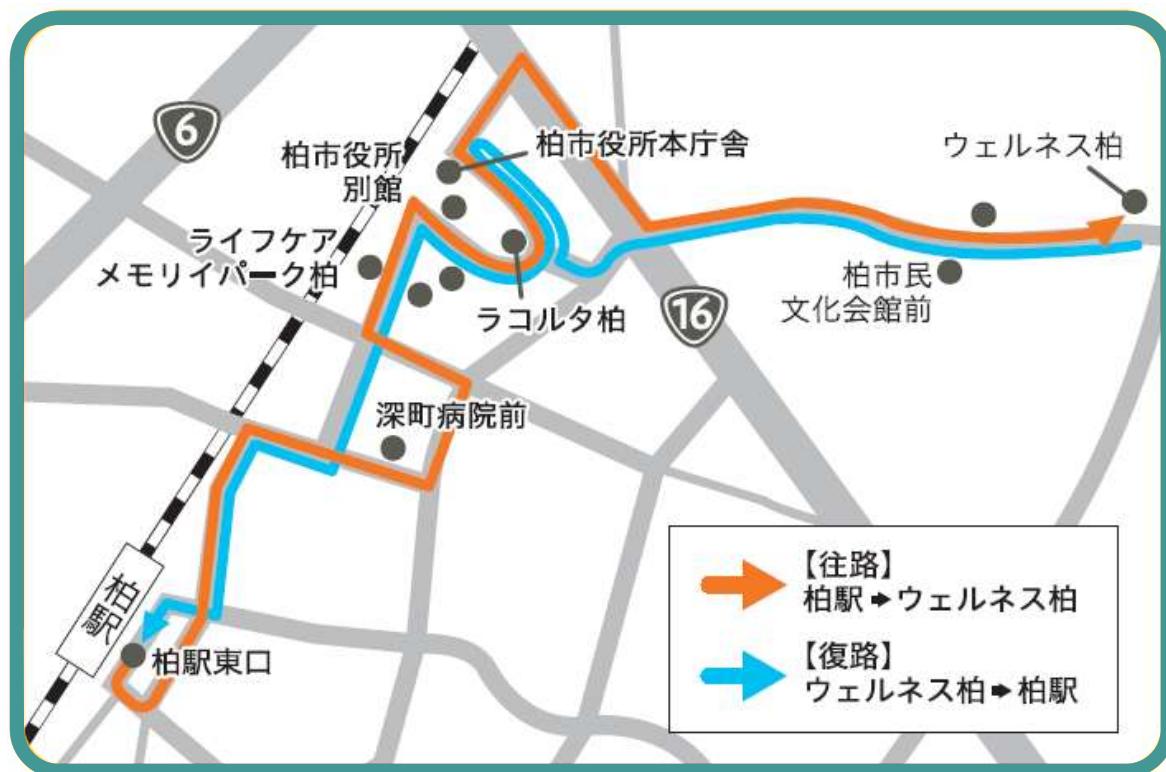 6
柏市役所本庁舎
ウェルネス柏
柏市役所
別館
ライフケア
メモリイパーク柏
ラコルタ柏
16
柏市民
文化会館前
深町病院前
柏駅
柏駅東口
【往路】
柏駅➡ウェルネス柏
【復路】
ウェルネス柏➡柏駅